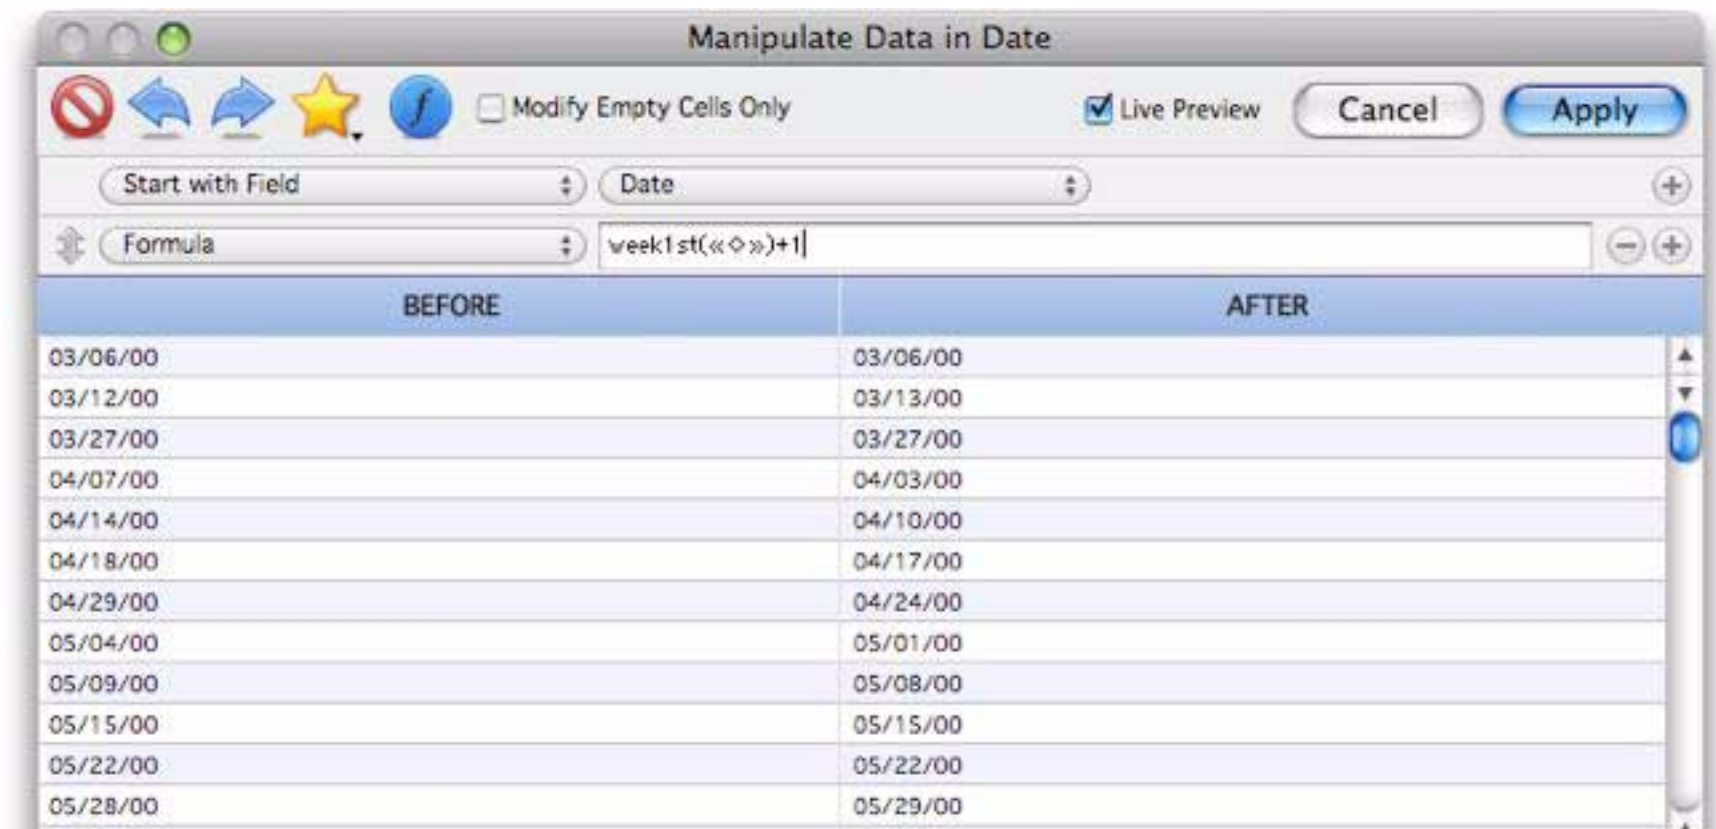 Manipulate Data in Date
f Modify Empty Cells Only Live Preview Cancel Apply
Start with Field Date
Formula week1st(«◇»)+1
BEFORE AFTER
03/06/00 03/06/00
03/12/00 03/13/00
03/27/00 03/27/00
04/07/00 04/03/00
04/14/00 04/10/00
04/18/00 04/17/00
04/29/00 04/24/00
05/04/00 05/01/00
05/09/00 05/08/00
05/15/00 05/15/00
05/22/00 05/22/00
05/28/00 05/29/00